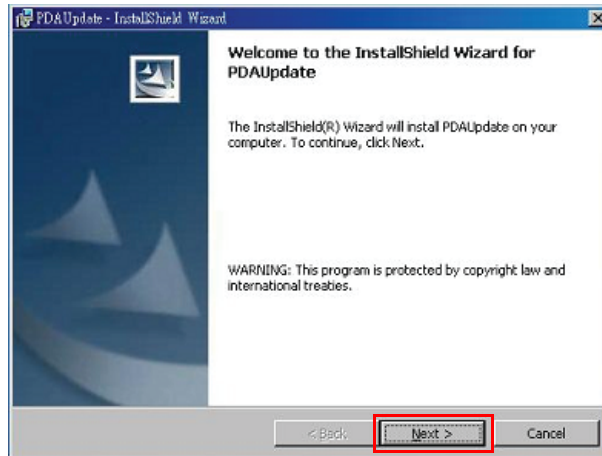 PDAUpdate - InstallShield Wizard
Welcome to the InstallShield Wizard for
PDAUpdate
The InstallShield(R) Wizard will install PDAUpdate on your
computer. To continue, click Next.
WARNING: This program is protected by copyright law and
international treaties.
< Back
Next >
Cancel